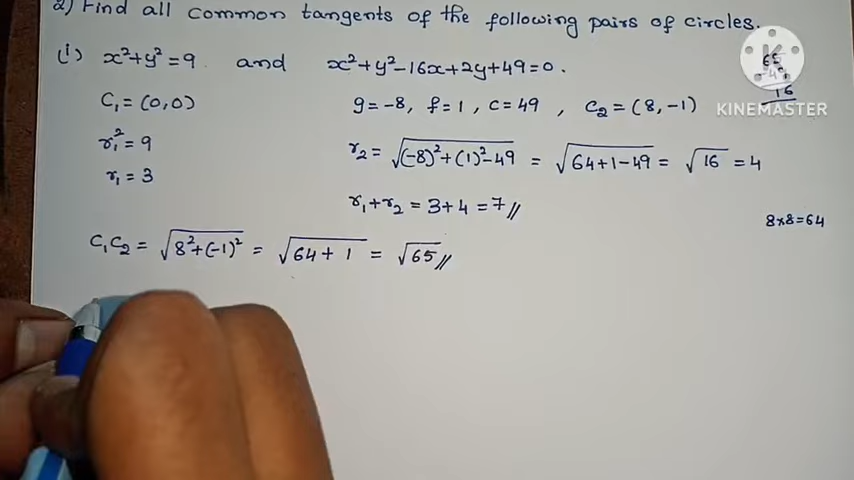 2) Find all common tangents of the following pairs of circles.
(i) x²+y²=9 and x²+y²-16x+2y+49=0.
C₁=(0,0) g=-8, f=1, c=49, C₂=(8,-1)
r₁²=9
r₂=√(-8)²+(1)²-49 = √64+1-49 = √16 = 4
r₁=3
r₁+r₂=3+4=7//
8×8=64
C₁C₂=√8²+(-1)² = √64+1 = √65//
65
16
KINEMASTER